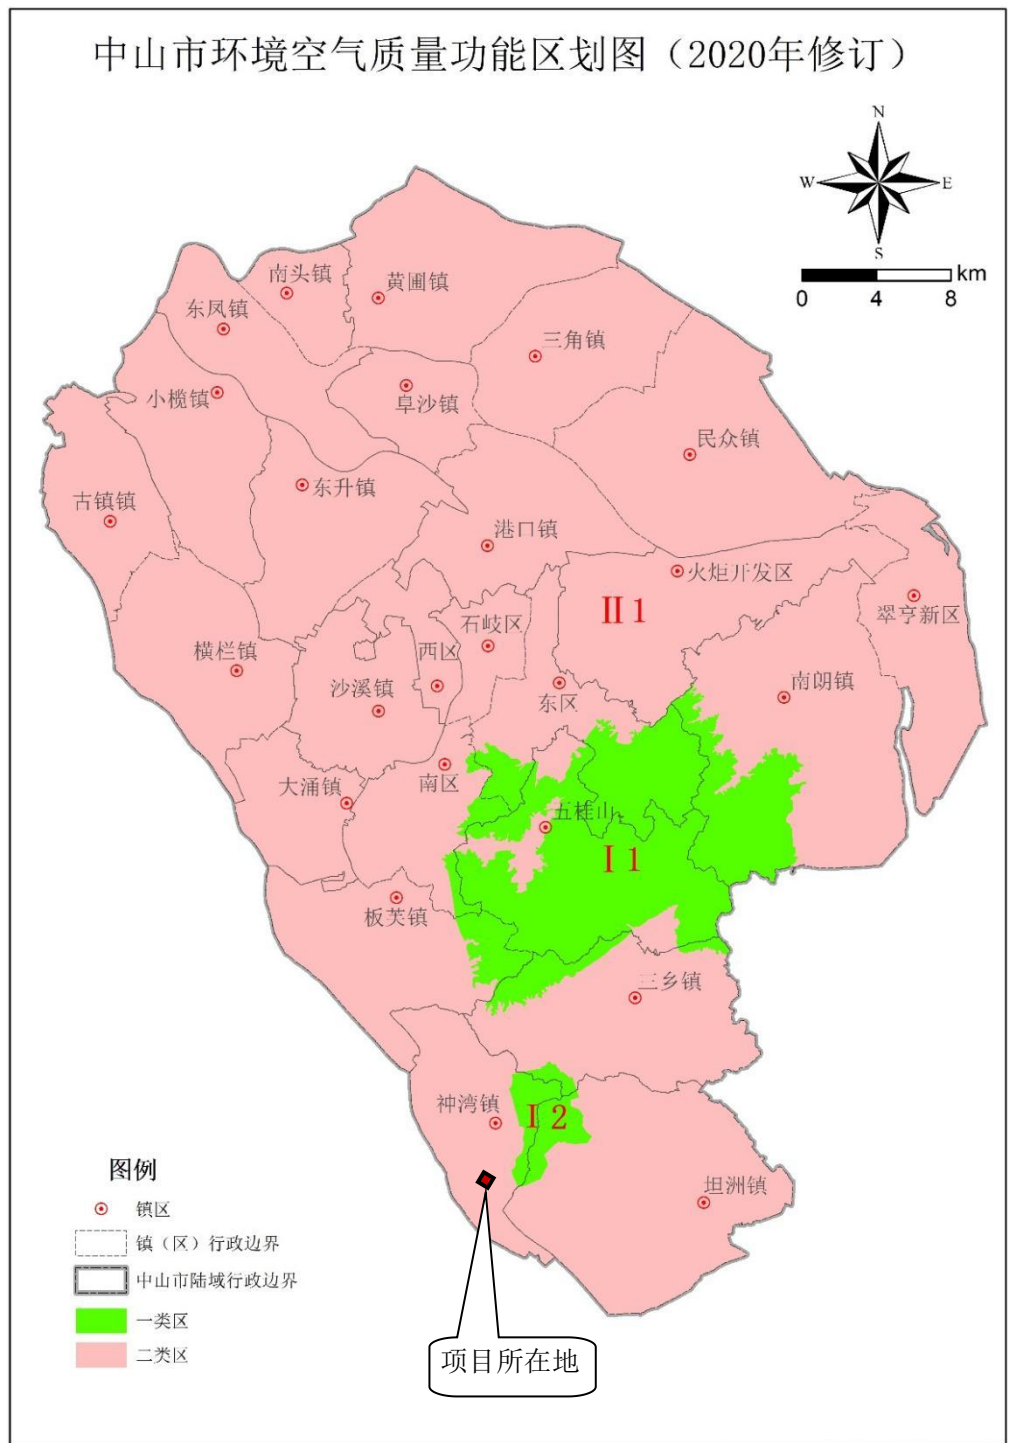 中山市环境空气质量功能区划图（2020年修订）
N
W
E
S
km
0 4 8
南头镇
黄圃镇
东凤镇
三角镇
小榄镇
阜沙镇
民众镇
古镇镇
东升镇
港口镇
火炬开发区
翠亨新区
Ⅱ1
石岐区
西区
横栏镇
沙溪镇
东区
南朗镇
大涌镇
南区
五桂山
Ⅰ1
板芙镇
三乡镇
神湾镇
Ⅰ2
坦洲镇
图例
镇区
镇（区）行政边界
中山市陆域行政边界
一类区
二类区
项目所在地